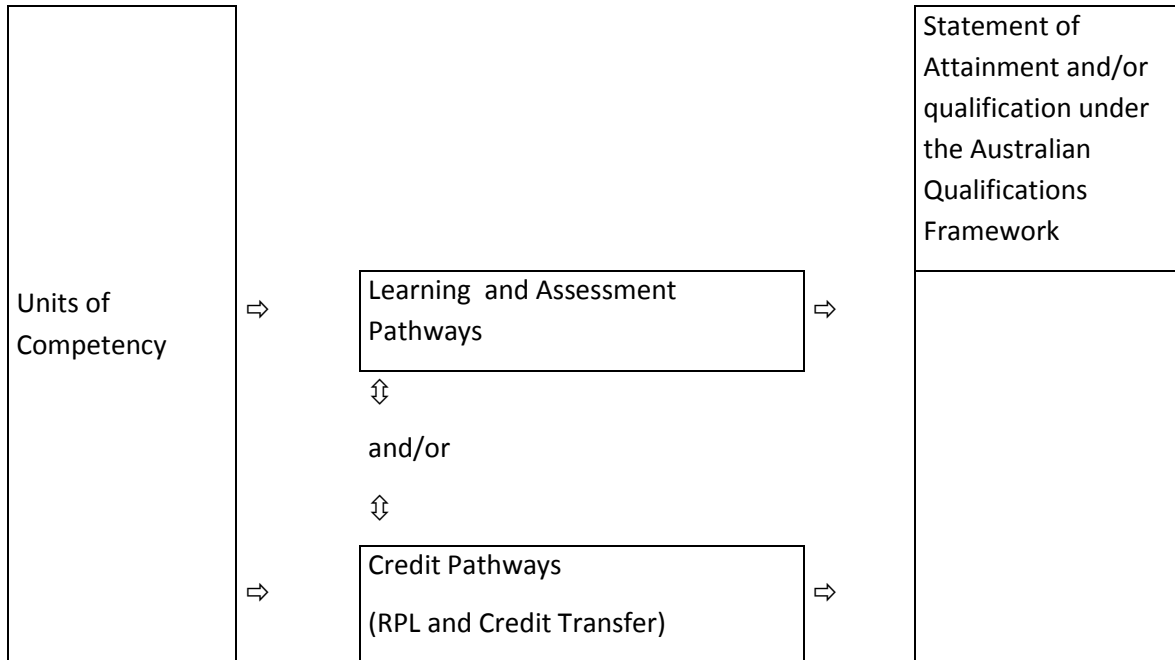 Statement of
Attainment and/or
qualification under
the Australian
Qualifications
Framework
Units of
Competency
⇨
Learning and Assessment
Pathways
⇨
⇳
and/or
⇳
⇨
Credit Pathways
(RPL and Credit Transfer)
⇨